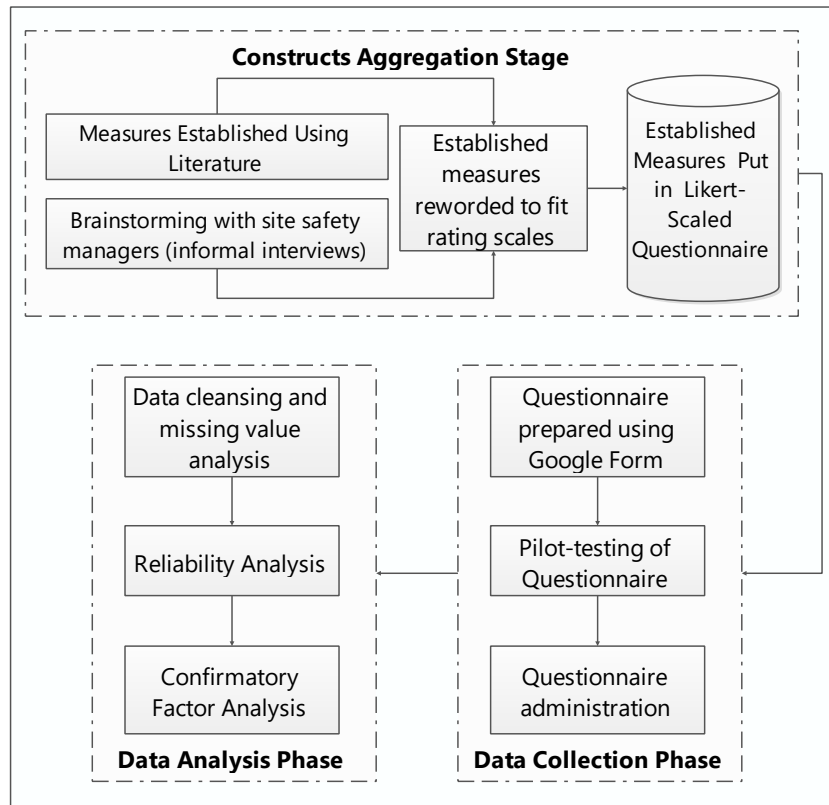 Constructs Aggregation Stage
Measures Established Using
Literature
Brainstorming with site safety
managers (informal interviews)
Established
measures
reworded to fit
rating scales
Established
Measures Put
in Likert-
Scaled
Questionnaire
Data cleansing and
missing value
analysis
Reliability Analysis
Confirmatory
Factor Analysis
Data Analysis Phase
Questionnaire
prepared using
Google Form
Pilot-testing of
Questionnaire
Questionnaire
administration
Data Collection Phase